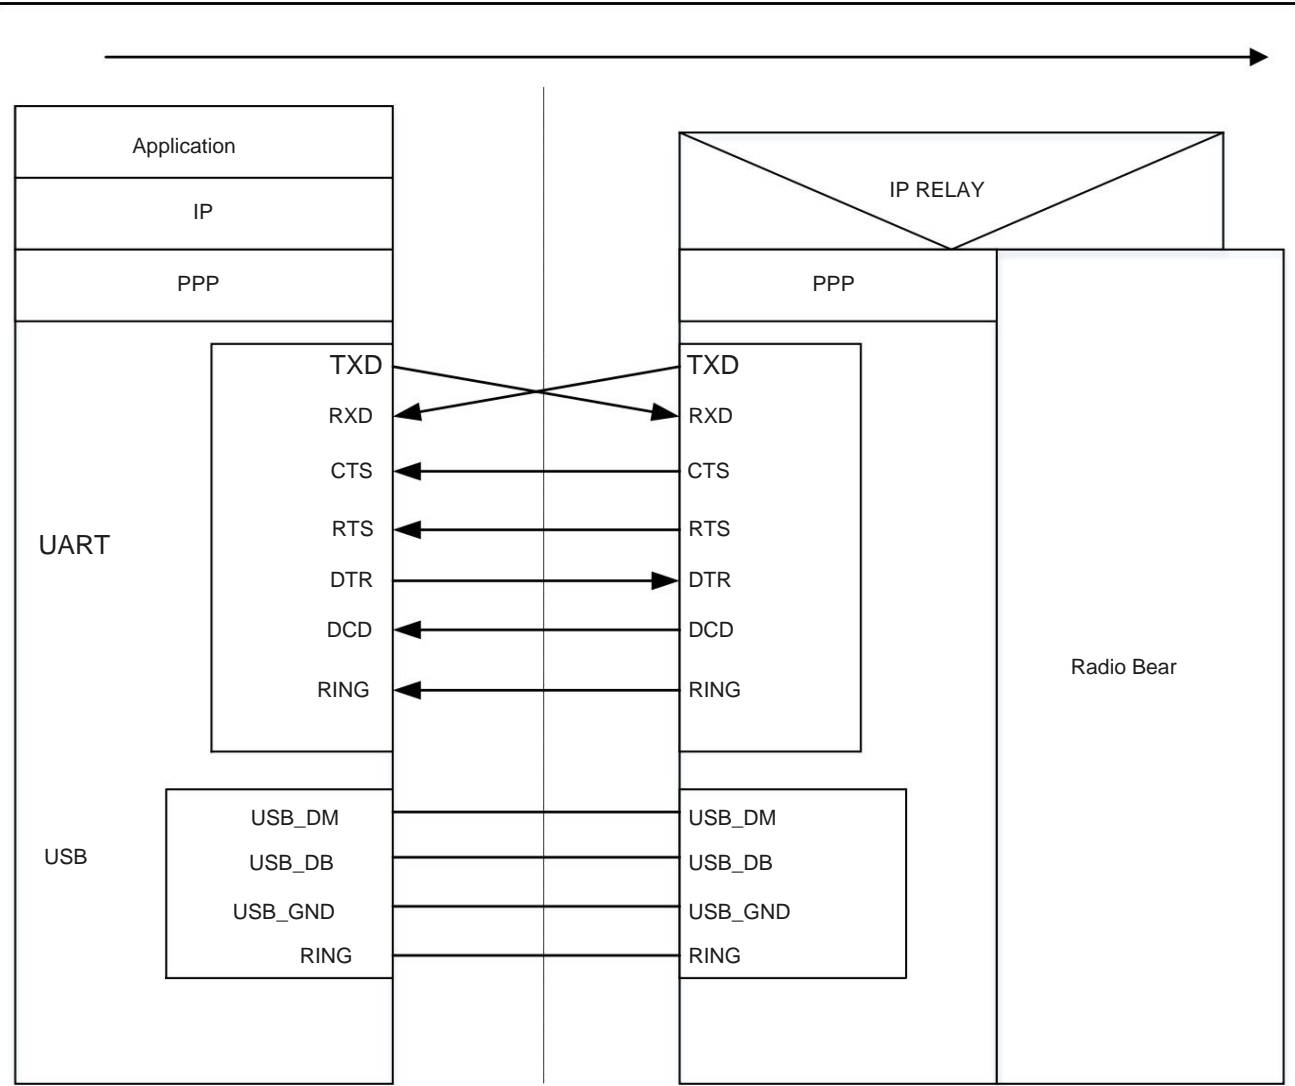 Application
IP
PPP
UART
TXD
RXD
CTS
RTS
DTR
DCD
RING
USB
USB_DM
USB_DB
USB_GND
RING
IP RELAY
PPP
TXD
RXD
CTS
RTS
DTR
DCD
RING
USB_DM
USB_DB
USB_GND
RING
Radio Bear